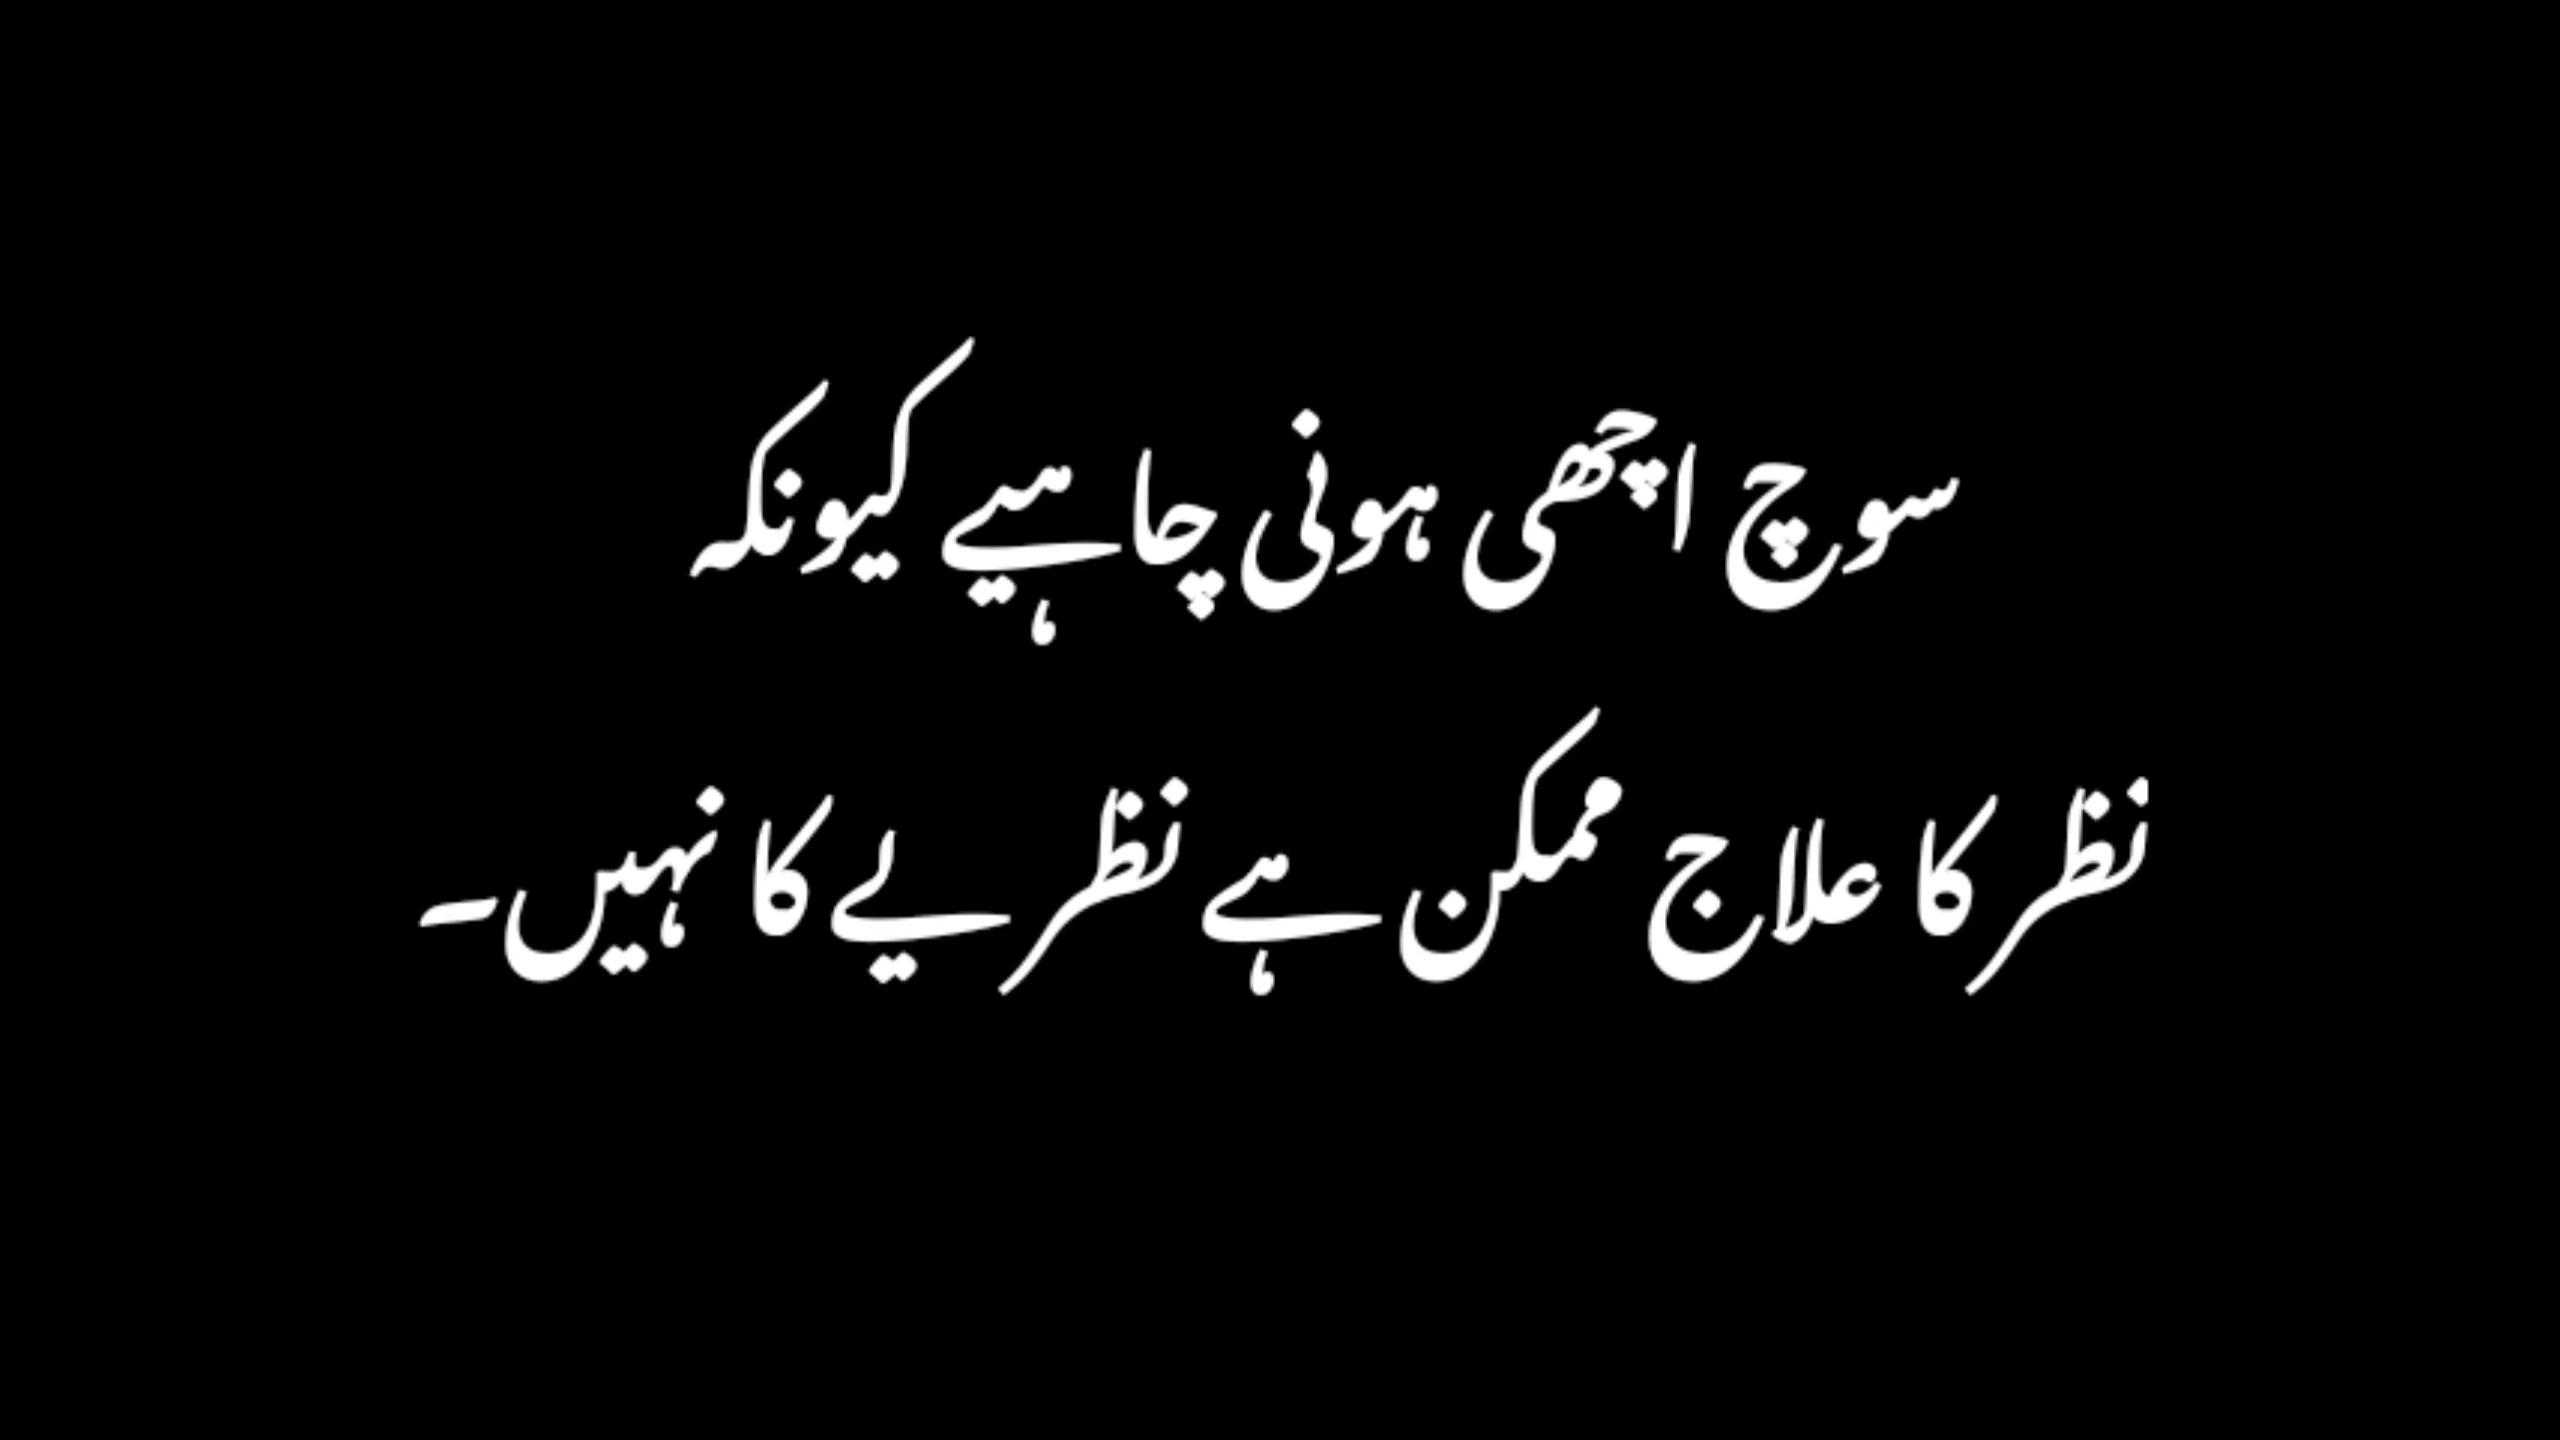 سوچ اچھی ہونی چاہیے کیونکہ
نظر کا علاج ممکن ہے نظریے کا نہیں۔